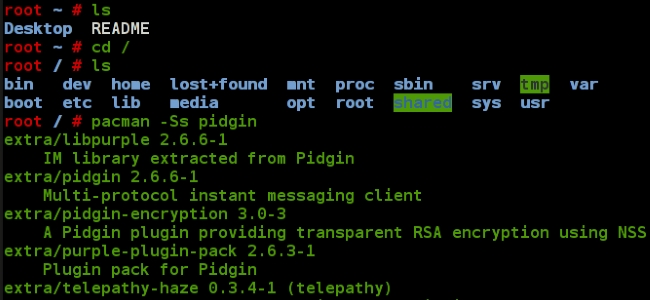 root ~ # ls
Desktop  README
root ~ # cd /
root / # ls
bin   dev  home  lost+found  mnt  proc  sbin    srv  tmp  var
boot  etc  lib   media       opt  root  shared  sys  usr
root / # pacman -Ss pidgin
extra/libpurple 2.6.6-1
    IM library extracted from Pidgin
extra/pidgin 2.6.6-1
    Multi-protocol instant messaging client
extra/pidgin-encryption 3.0-3
    A Pidgin plugin providing transparent RSA encryption using NSS
extra/purple-plugin-pack 2.6.3-1
    Plugin pack for Pidgin
extra/telepathy-haze 0.3.4-1 (telepathy)